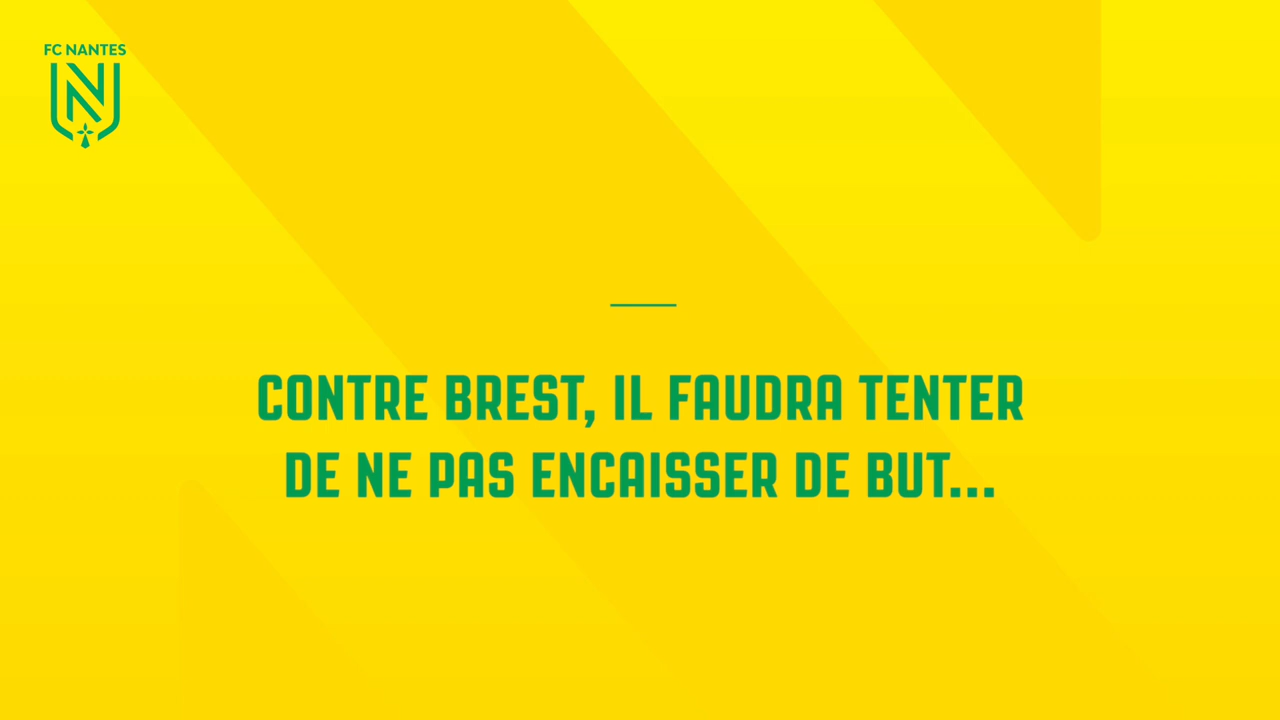 FC NANTES
CONTRE BREST, IL FAUDRA TENTER
DE NE PAS ENCAISSER DE BUT...